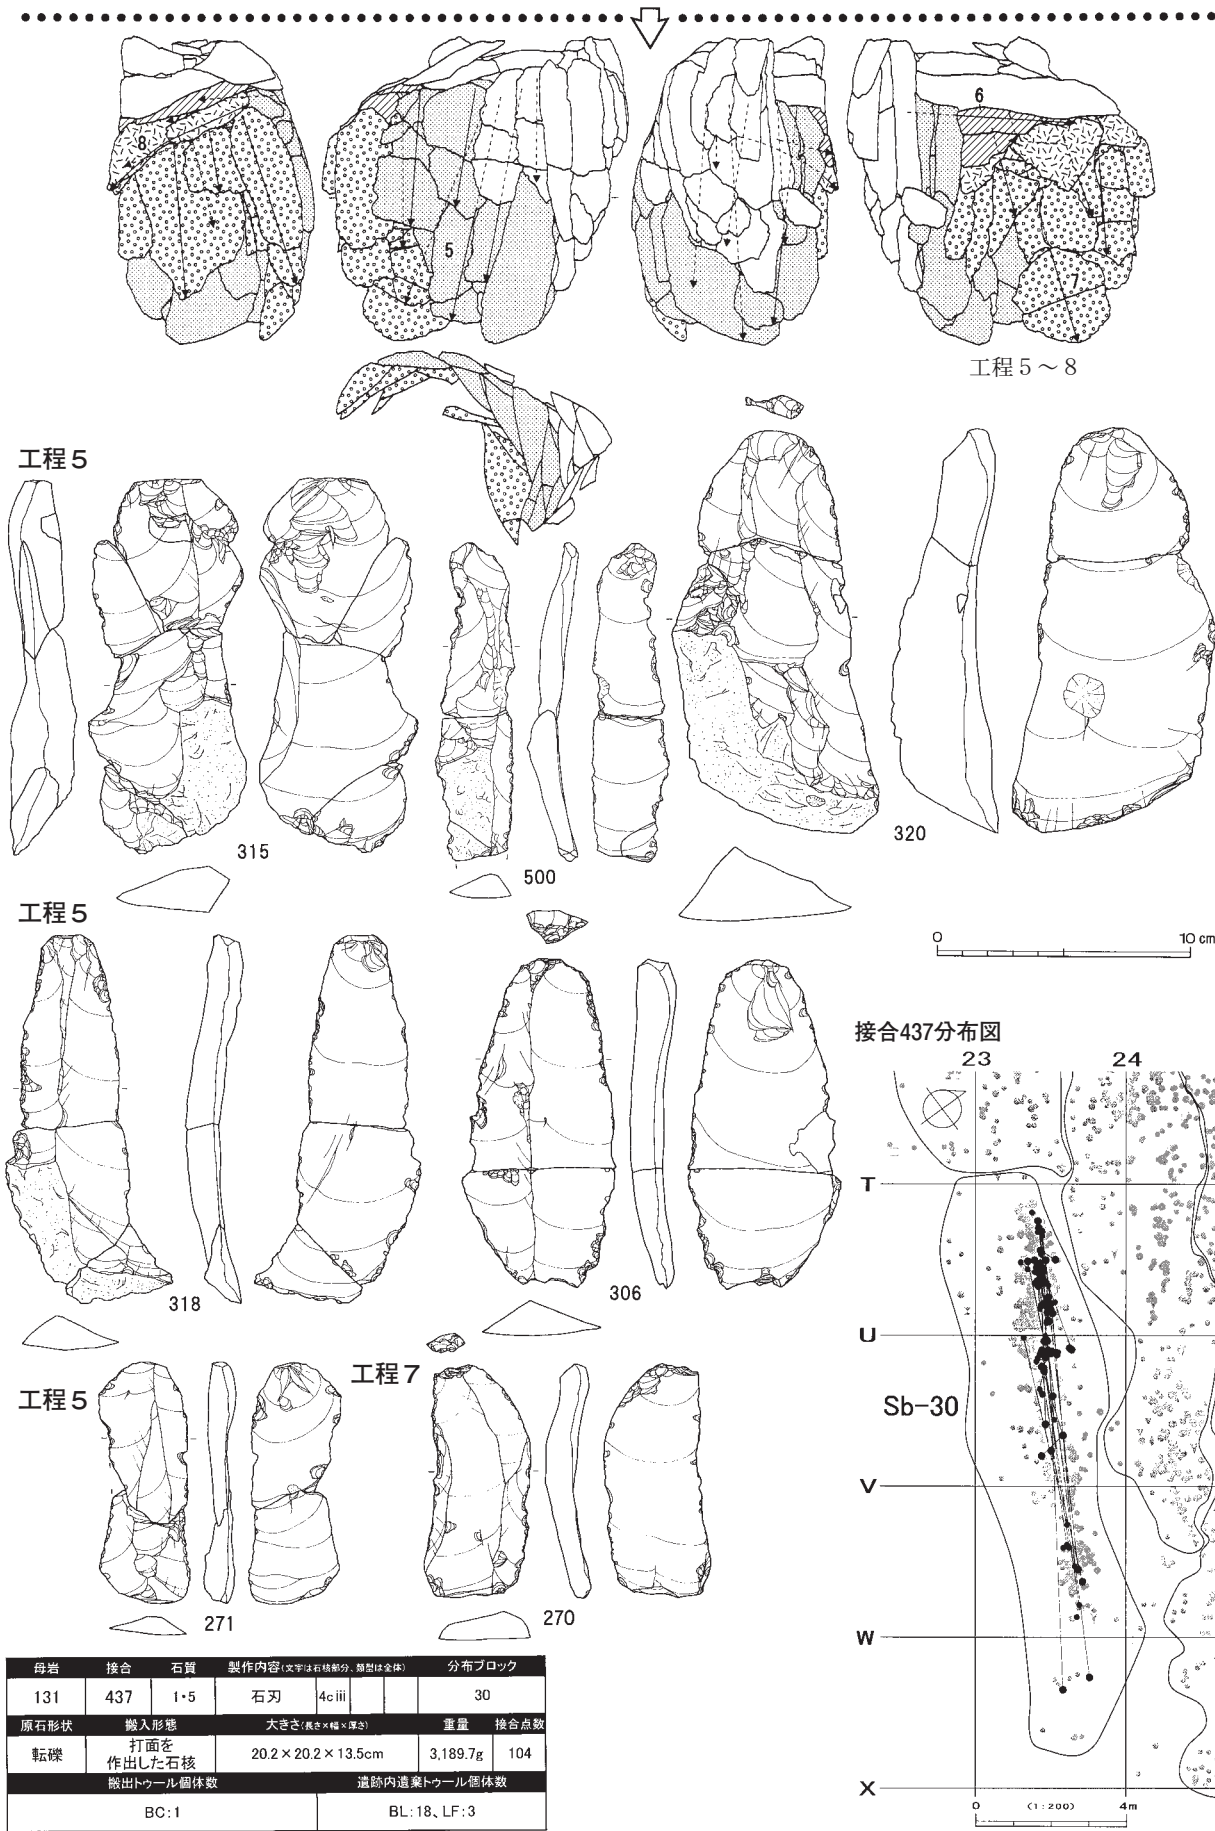 8
5
6
7
工程5～8
工程5
315
500
320
工程5
0 10cm
318
306
接合437分布図
23 24
T
U
Sb-30
V
W
X
0 (1:200) 4m
工程5
271
工程7
270
母岩 接合 石質 製作内容(文字は石核部分、類型は全体) 分布ブロック
131 437 1・5 石刃 4cⅲ 30
原石形状 搬入形態 大きさ(長さ×幅×厚さ) 重量 接合点数
転礫 打面を作出した石核 20.2×20.2×13.5cm 3,189.7g 104
搬出トゥール個体数 遺跡内遺棄トゥール個体数
BC:1 BL:18、LF:3